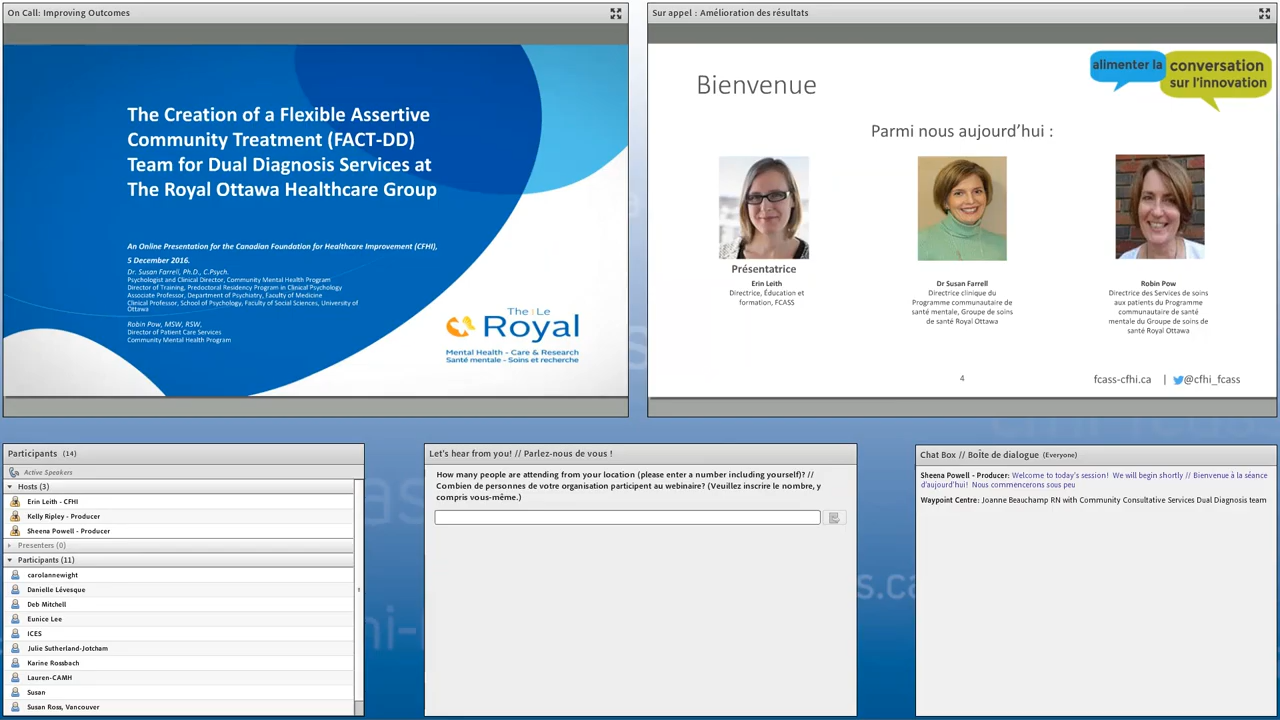 On Call: Improving Outcomes
The Creation of a Flexible Assertive
Community Treatment (FACT-DD)
Team for Dual Diagnosis Services at
The Royal Ottawa Healthcare Group
An Online Presentation for the Canadian Foundation for Healthcare Improvement (CFHI),
5 December 2016.
Dr. Susan Farrell, Ph.D., C.Psych.
Psychologist and Clinical Director, Community Mental Health Program
Director of Training, Predoctoral Residency Program in Clinical Psychology
Associate Professor, Department of Psychiatry, Faculty of Medicine
Clinical Professor, School of Psychology, Faculty of Social Sciences, University of
Ottawa
Robin Pow, MSW, RSW,
Director of Patient Care Services
Community Mental Health Program
The Le
Royal
Mental Health - Care & Research
Santé mentale - Soins et recherche
Sur appel : Amélioration des résultats
alimenter la
conversation
sur l'innovation
Bienvenue
Parmi nous aujourd'hui :
Présentatrice
Erin Leith
Directrice, Éducation et
formation, FCASS
Dr Susan Farrell
Directrice clinique du
Programme communautaire de
santé mentale, Groupe de soins
de santé Royal Ottawa
Robin Pow
Directrice des Services de soins
aux patients du Programme
communautaire de santé
mentale du Groupe de soins de
santé Royal Ottawa
4
fcass-cfhi.ca | @cfhi_fcass
Participants (14)
Active Speakers
Hosts (3)
Erin Leith - CFHI
Kelly Ripley - Producer
Sheena Powell - Producer
Presenters (0)
Participants (11)
carolannewight
Danielle Lévesque
Deb Mitchell
Eunice Lee
ICES
Julie Sutherland-Jotcham
Karine Rossbach
Lauren-CAMH
Susan
Susan Ross, Vancouver
Let's hear from you! // Parlez-nous de vous !
How many people are attending from your location (please enter a number including yourself)? //
Combien de personnes de votre organisation participent au webinaire? (Veuillez inscrire le nombre, y
compris vous-même.)
Chat Box // Boîte de dialogue (Everyone)
Sheena Powell - Producer: Welcome to today's session! We will begin shortly // Bienvenue à la séance
d'aujourd'hui! Nous commencerons sous peu
Waypoint Centre: Joanne Beauchamp RN with Community Consultative Services Dual Diagnosis team